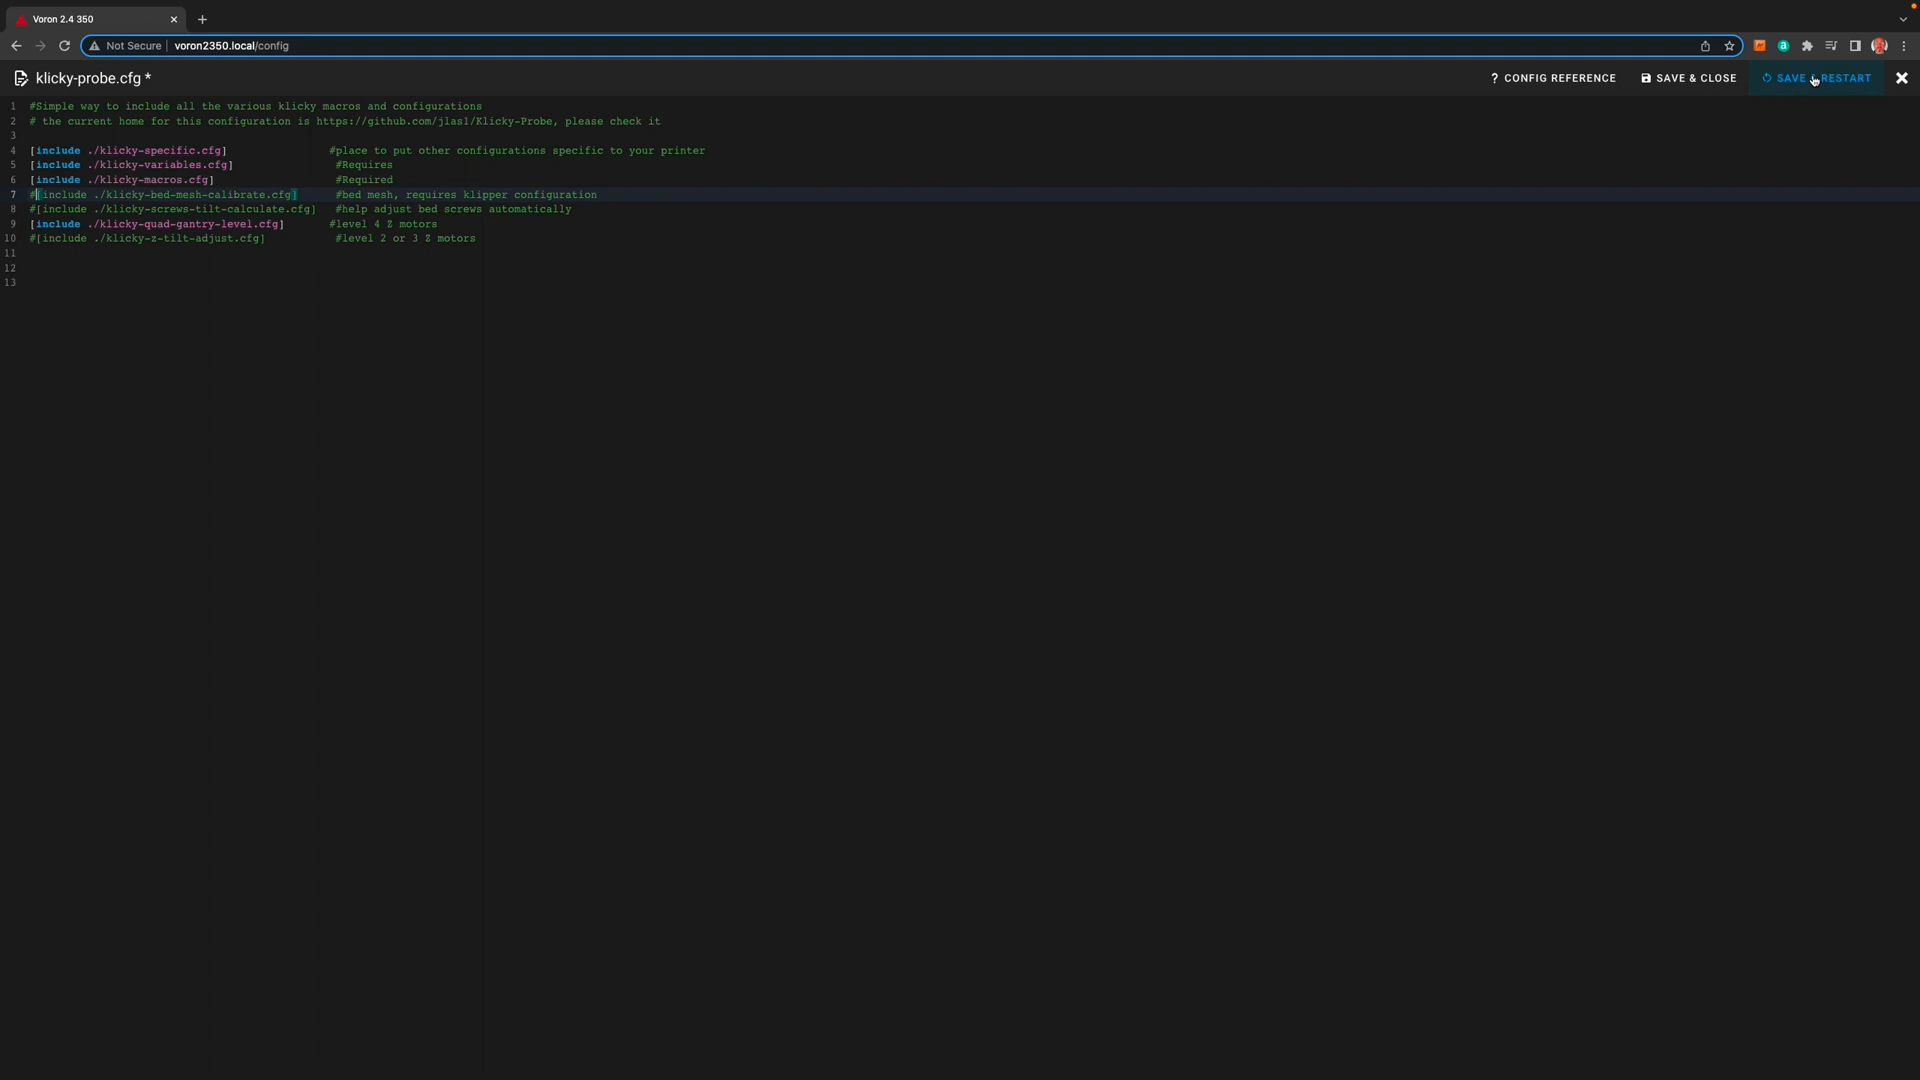 Voron 2.4 350
Not Secure voron2350.local/config
klicky-probe.cfg *
? CONFIG REFERENCE
SAVE & CLOSE
SAVE & RESTART
1 #Simple way to include all the various klicky macros and configurations
2 # the current home for this configuration is https://github.com/jlas1/Klicky-Probe, please check it
3
4 [include ./klicky-specific.cfg] #place to put other configurations specific to your printer
5 [include ./klicky-variables.cfg] #Requires
6 [include ./klicky-macros.cfg] #Required
7 #[include ./klicky-bed-mesh-calibrate.cfg] #bed mesh, requires klipper configuration
8 #[include ./klicky-screws-tilt-calculate.cfg] #help adjust bed screws automatically
9 [include ./klicky-quad-gantry-level.cfg] #level 4 Z motors
10 #[include ./klicky-z-tilt-adjust.cfg] #level 2 or 3 Z motors
11
12
13